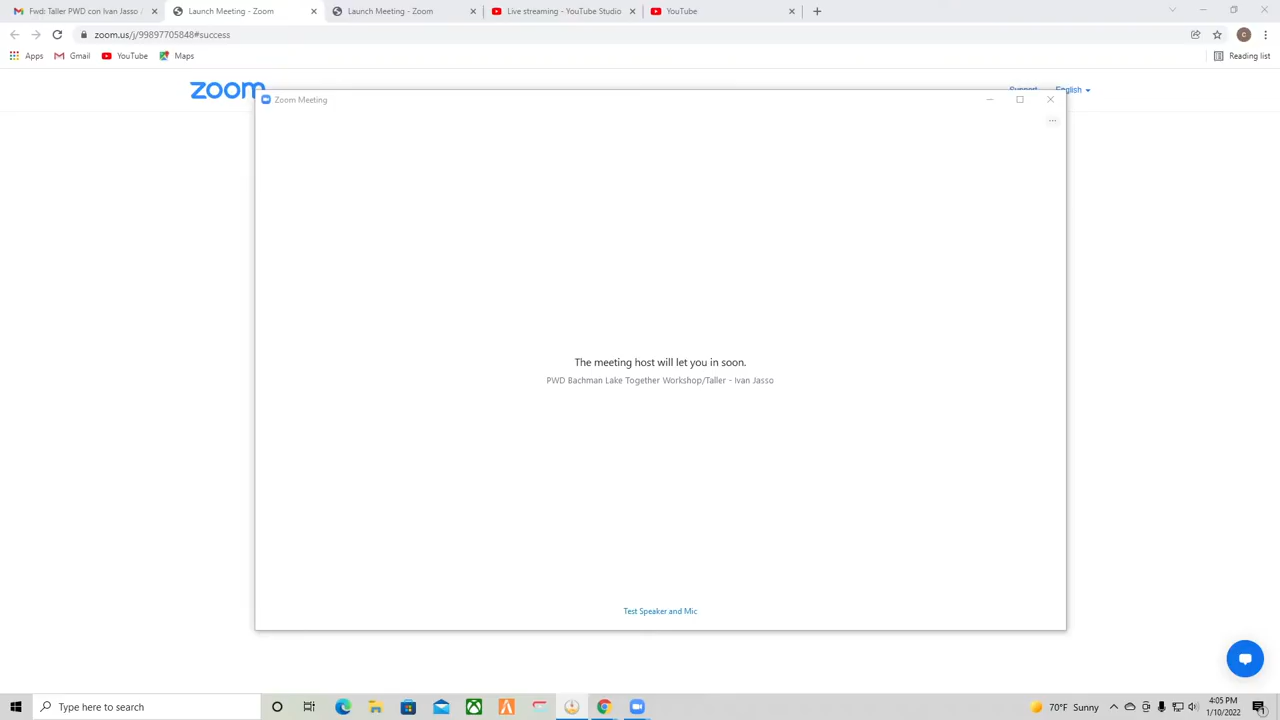 Fwd: Taller PWD con Ivan Jasso
Launch Meeting - Zoom
Launch Meeting - Zoom
Live streaming - YouTube Studio
YouTube
zoom.us/j/99897705848#success
c
Apps
Gmail
YouTube
Maps
Reading list
zoom
Support
English
Zoom Meeting
The meeting host will let you in soon.
PWD Bachman Lake Together Workshop/Taller - Ivan Jasso
Test Speaker and Mic
Type here to search
70°F Sunny
4:05 PM
1/10/2022